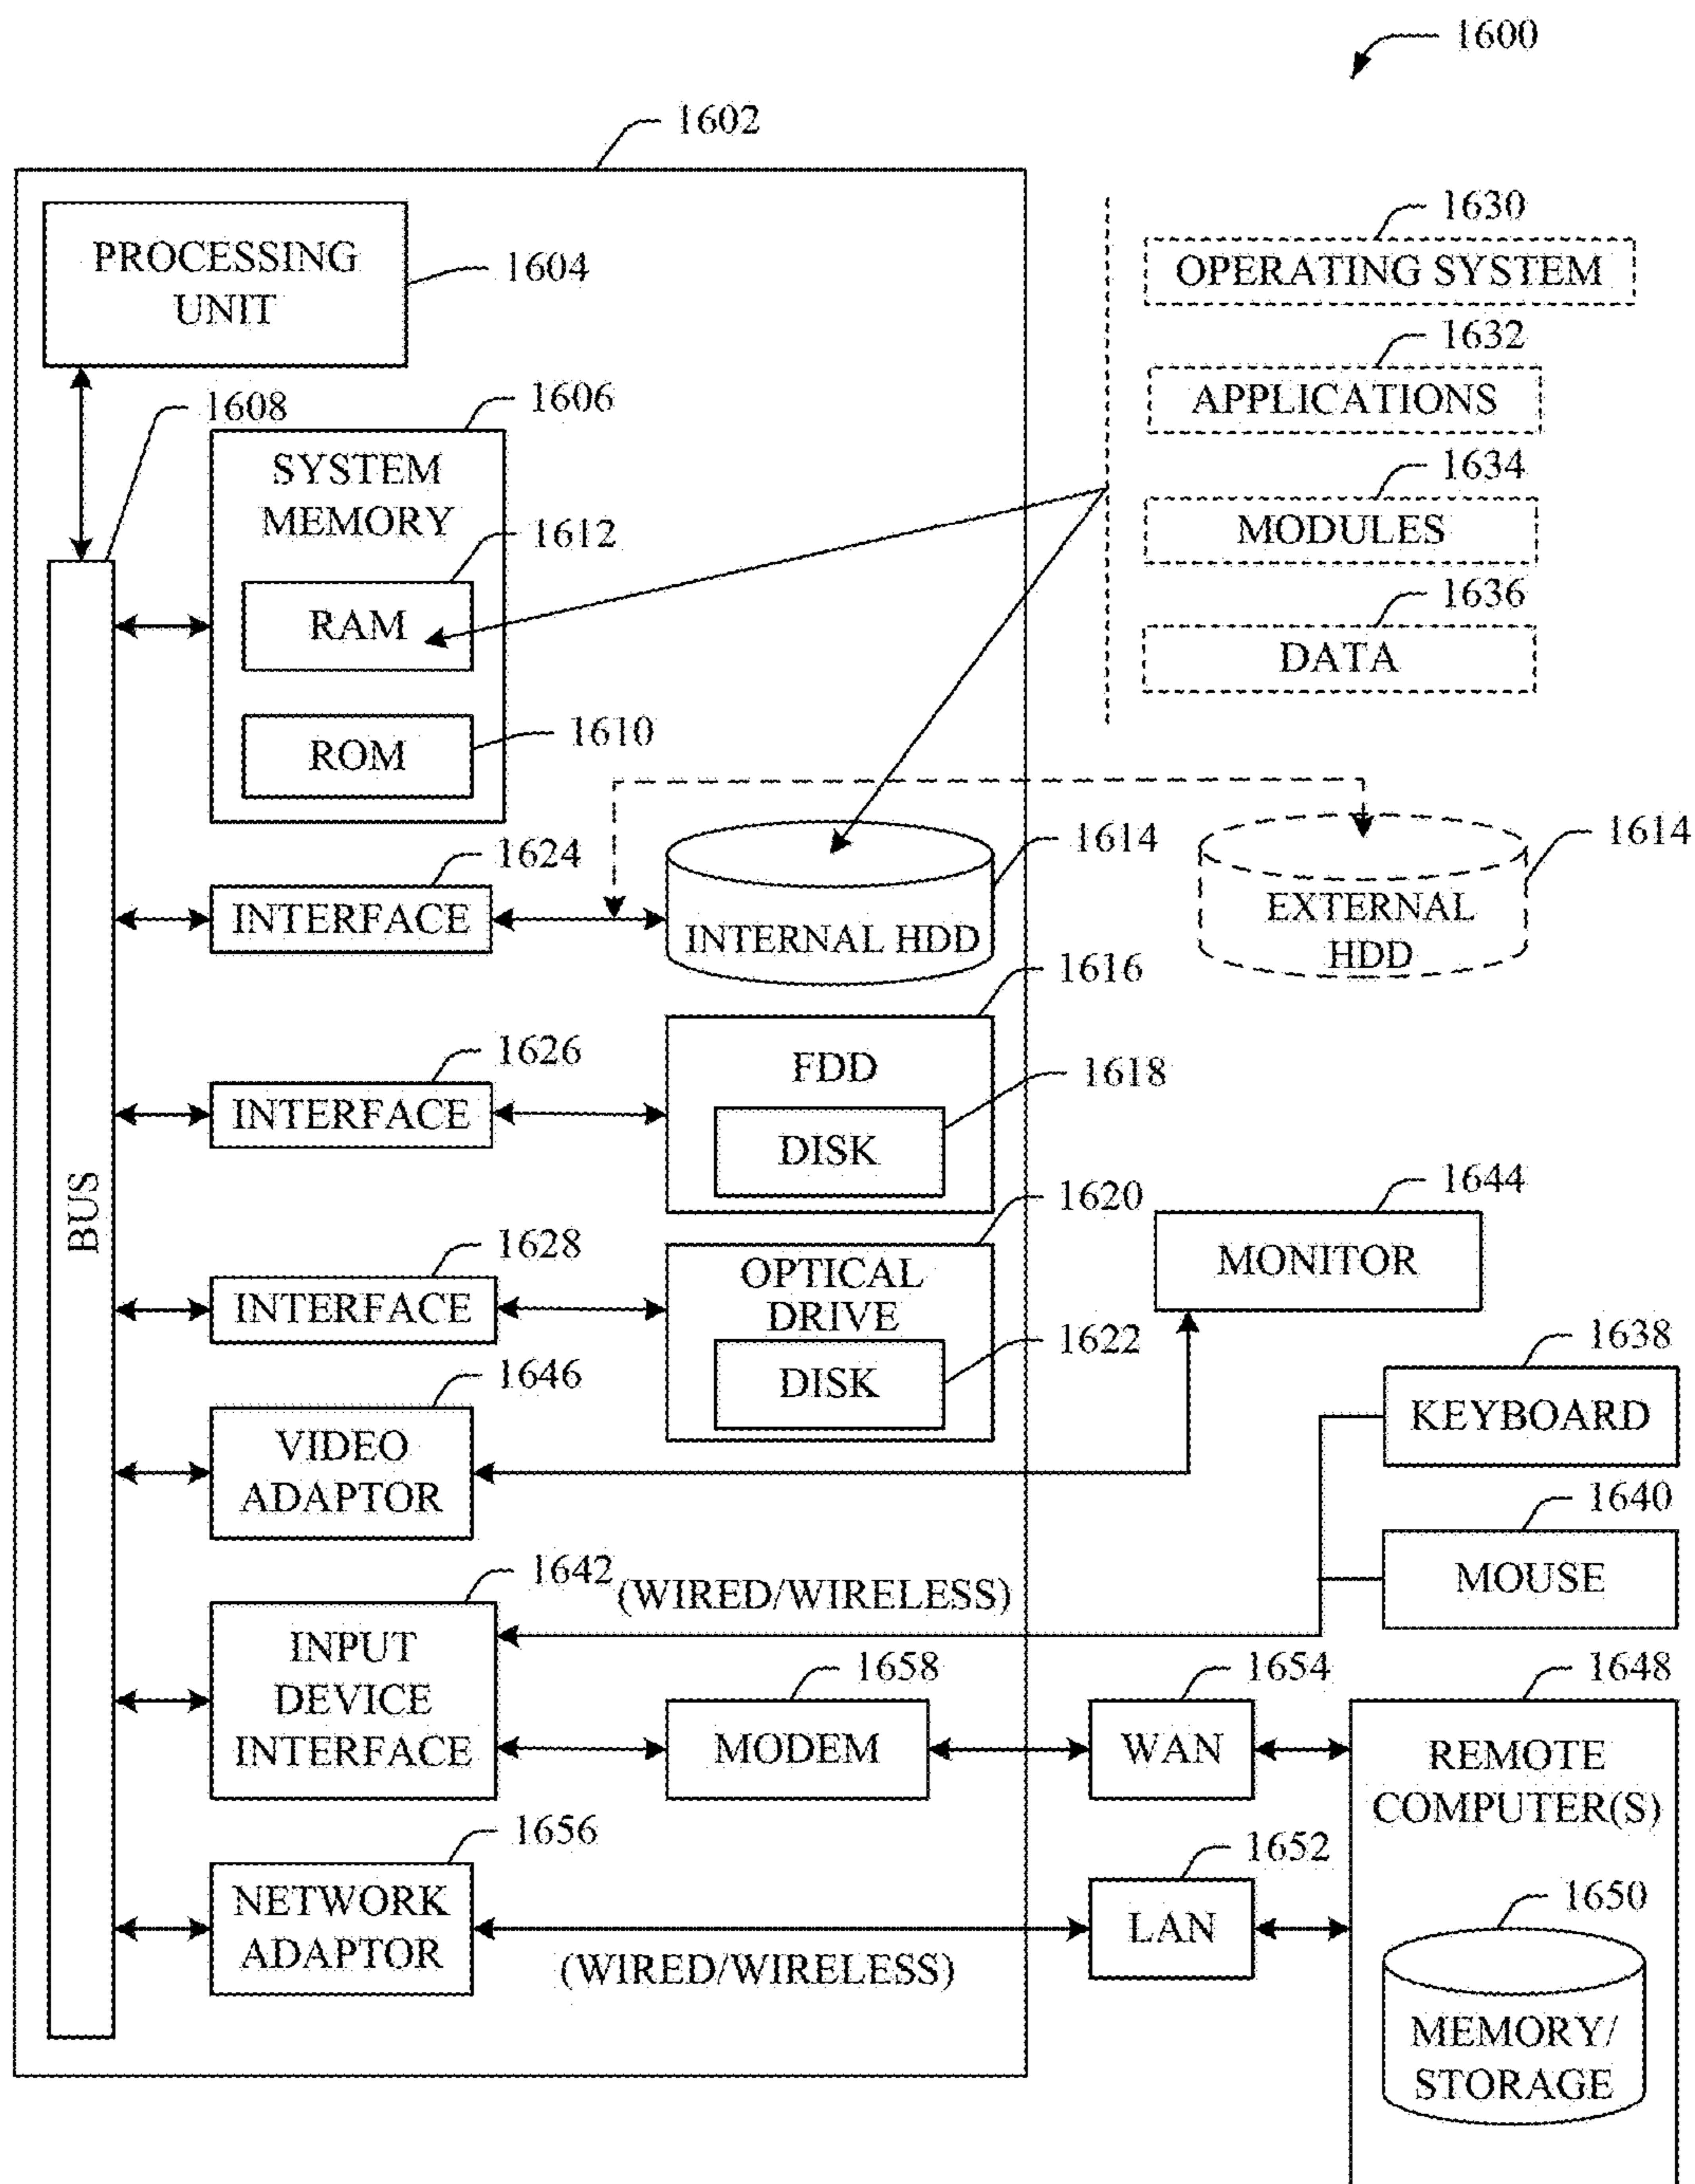 1600
1602
PROCESSING
UNIT
1604
1630
OPERATING SYSTEM
1632
APPLICATIONS
1634
MODULES
1636
DATA
1608
1606
SYSTEM
MEMORY
1612
RAM
1610
ROM
BUS
1624
INTERFACE
1614
INTERNAL HDD
1614
EXTERNAL
HDD
1626
INTERFACE
1616
FDD
1618
DISK
1628
INTERFACE
1620
OPTICAL
DRIVE
1622
DISK
1644
MONITOR
1646
VIDEO
ADAPTOR
1638
KEYBOARD
1640
MOUSE
1642
(WIRED/WIRELESS)
INPUT
DEVICE
INTERFACE
1658
MODEM
1654
WAN
1648
REMOTE
COMPUTER(S)
1656
NETWORK
ADAPTOR
(WIRED/WIRELESS)
1652
LAN
1650
MEMORY/
STORAGE